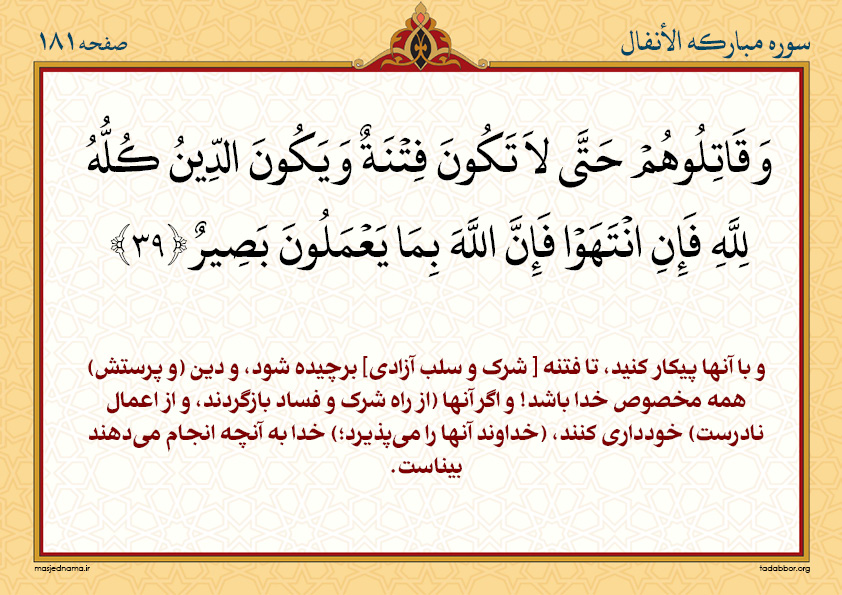 سوره مبارکه الأنفال
صفحه ۱۸۱
وَ قَاتِلُوهُمْ حَتَّى لاَ تَكُونَ فِتْنَةٌ وَ يَكُونَ الدِّينُ كُلُّهُ
لِلَّهِ فَإِنِ انْتَهَوْا فَإِنَّ اللَّهَ بِمَا يَعْمَلُونَ بَصِيرٌ ﴿۳۹﴾
و با آنها پیکار کنید، تا فتنه [ شرک و سلب آزادی] برچیده شود، و دین (و پرستش)
همه مخصوص خدا باشد! و اگر آنها (از راه شرک و فساد بازگردند، و از اعمال
نادرست) خودداری کنند، (خداوند آنها را می‌پذیرد؛) خدا به آنچه انجام می‌دهند
بیناست.
masjednama.ir
tadabbor.org